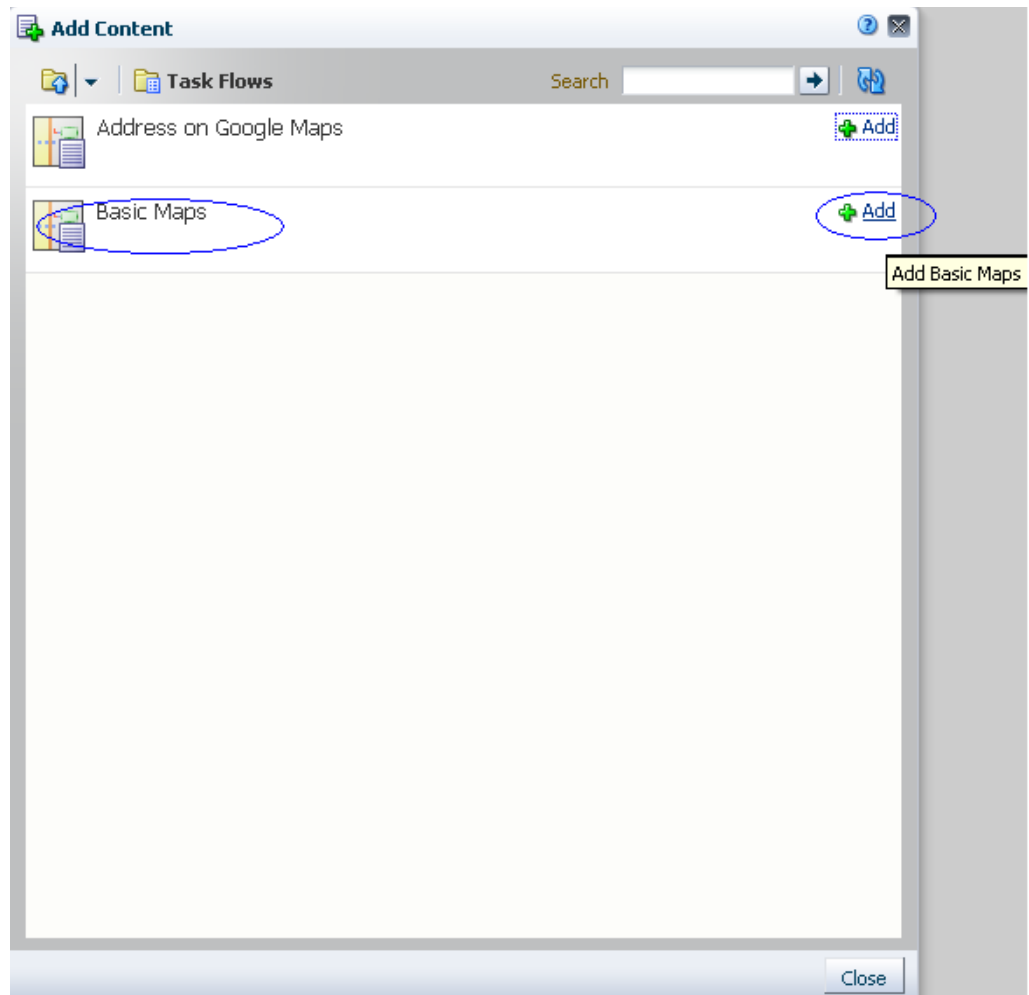 Add Content
Task Flows Search
Address on Google Maps Add
Basic Maps Add
Add Basic Maps
Close